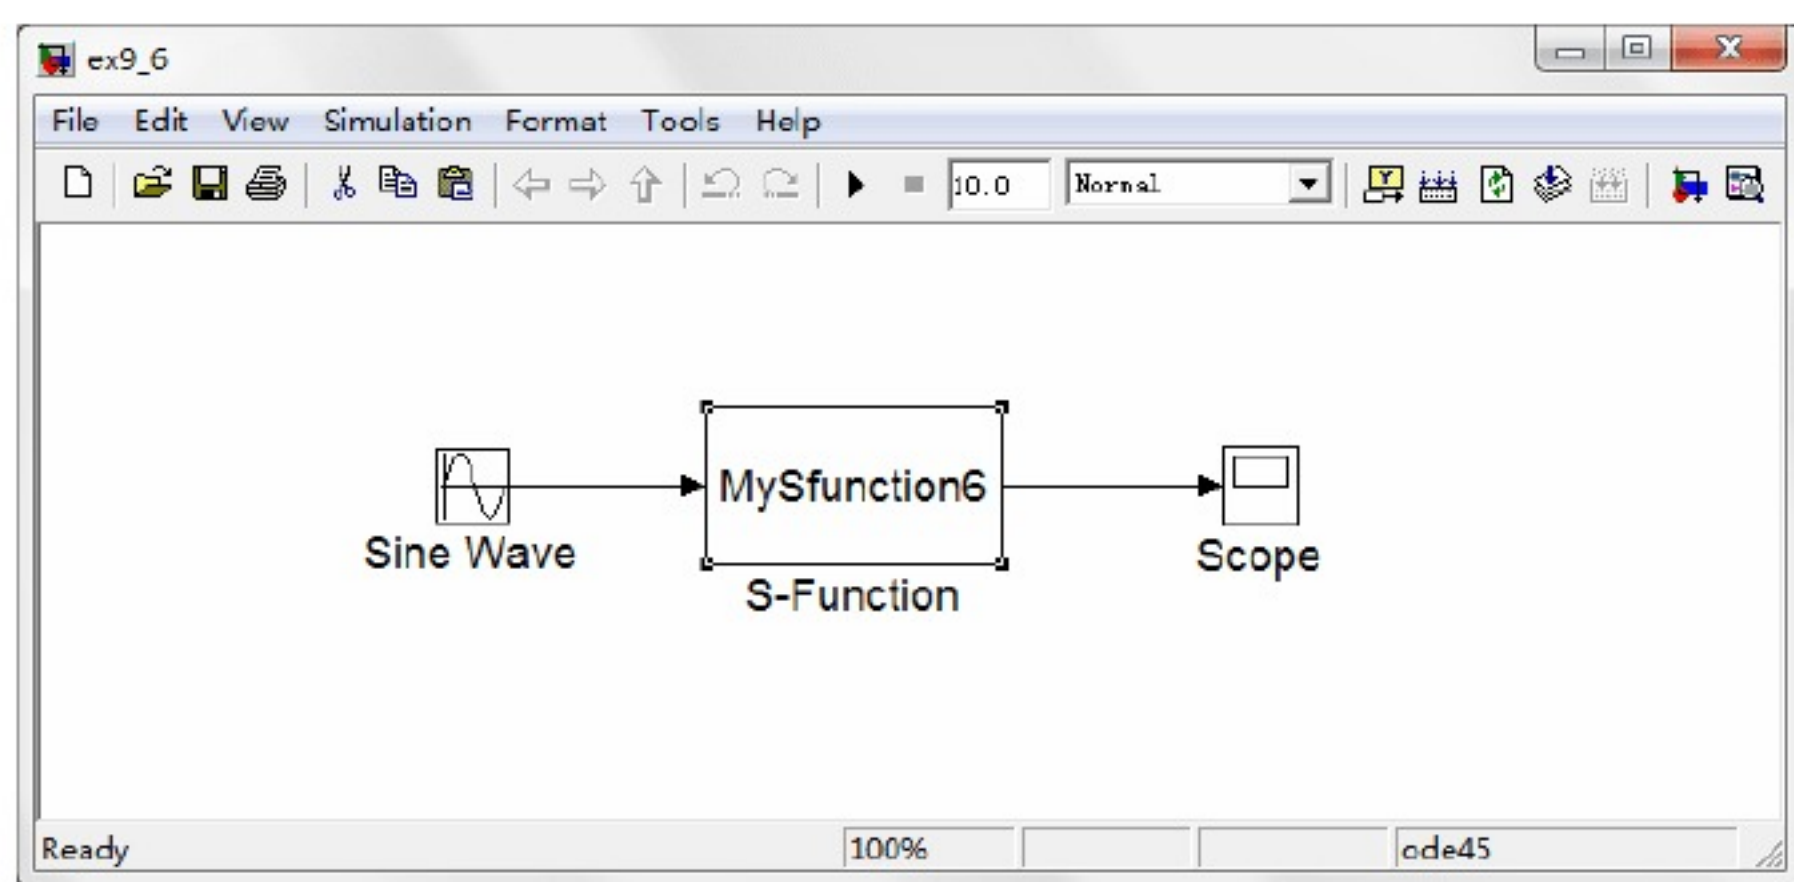 ex9_6
File Edit View Simulation Format Tools Help
10.0 Normal
MySfunction6
Sine Wave
S-Function
Scope
Ready 100% ode45